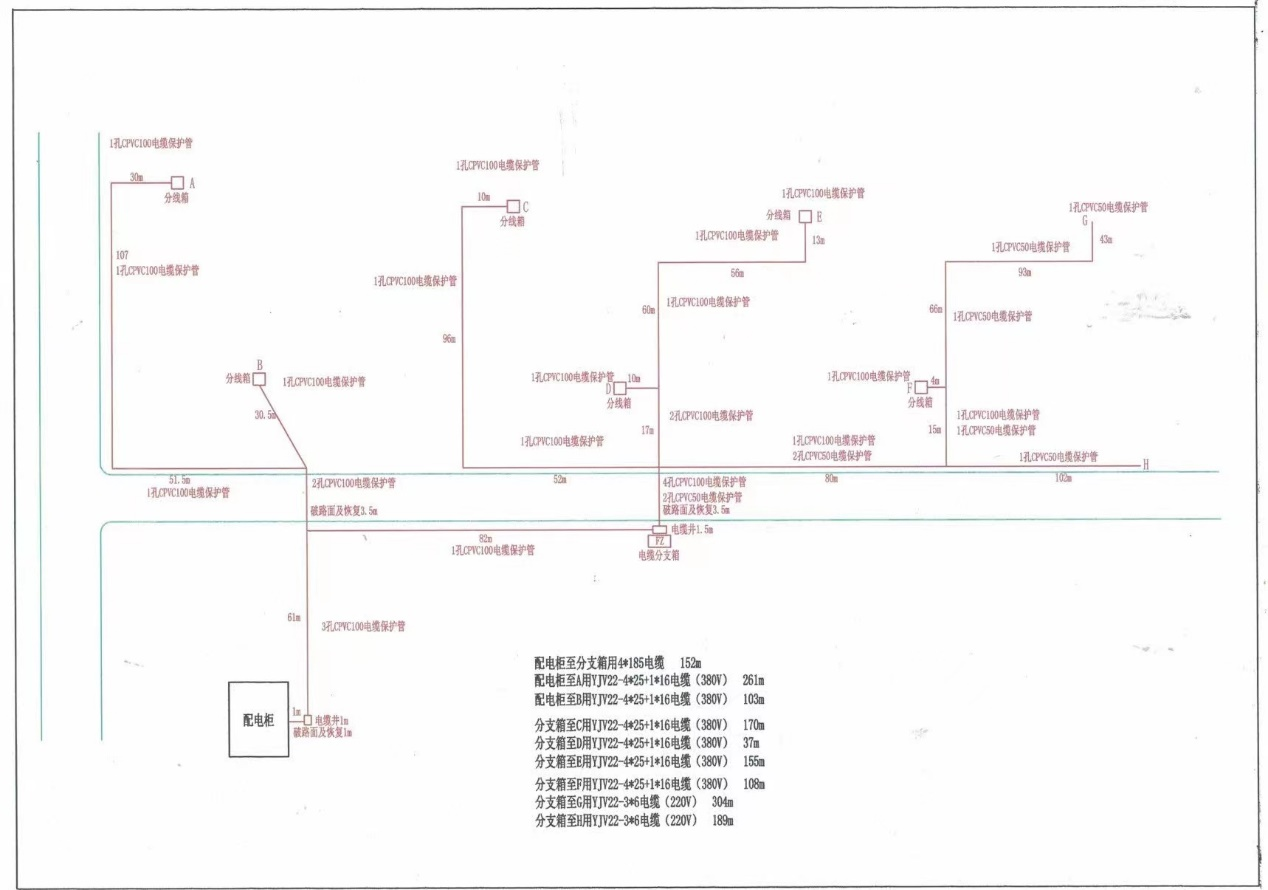 1孔CPVC100电缆保护管
30m
A
分线箱
107
1孔CPVC100电缆保护管
B
分线箱
1孔CPVC100电缆保护管
30.5m
51.5m
1孔CPVC100电缆保护管
2孔CPVC100电缆保护管
破路面及恢复3.5m
1孔CPVC100电缆保护管
10m
C
分线箱
1孔CPVC100电缆保护管
96m
52m
1孔CPVC100电缆保护管
1孔CPVC100电缆保护管
分线箱
E
1孔CPVC100电缆保护管
13m
56m
60m
1孔CPVC100电缆保护管
1孔CPVC100电缆保护管
10m
D
分线箱
2孔CPVC100电缆保护管
17m
4孔CPVC100电缆保护管
2孔CPVC50电缆保护管
破路面及恢复3.5m
电缆井1.5m
FZ
电缆分支箱
82m
1孔CPVC100电缆保护管
1孔CPVC50电缆保护管
G
43m
1孔CPVC50电缆保护管
93m
66m
1孔CPVC50电缆保护管
1孔CPVC100电缆保护管
4m
F
分线箱
15m
1孔CPVC100电缆保护管
1孔CPVC50电缆保护管
1孔CPVC100电缆保护管
2孔CPVC50电缆保护管
80m
1孔CPVC50电缆保护管
H
102m
61m
3孔CPVC100电缆保护管
配电柜
1m
电缆井1m
破路面及恢复1m
配电柜至分支箱用4*185电缆 152m
配电柜至A用YJV22-4*25+1*16电缆（380V） 261m
配电柜至B用YJV22-4*25+1*16电缆（380V） 103m
分支箱至C用YJV22-4*25+1*16电缆（380V） 170m
分支箱至D用YJV22-4*25+1*16电缆（380V） 37m
分支箱至E用YJV22-4*25+1*16电缆（380V） 155m
分支箱至F用YJV22-4*25+1*16电缆（380V） 108m
分支箱至G用YJV22-3*6电缆（220V） 304m
分支箱至H用YJV22-3*6电缆（220V） 189m